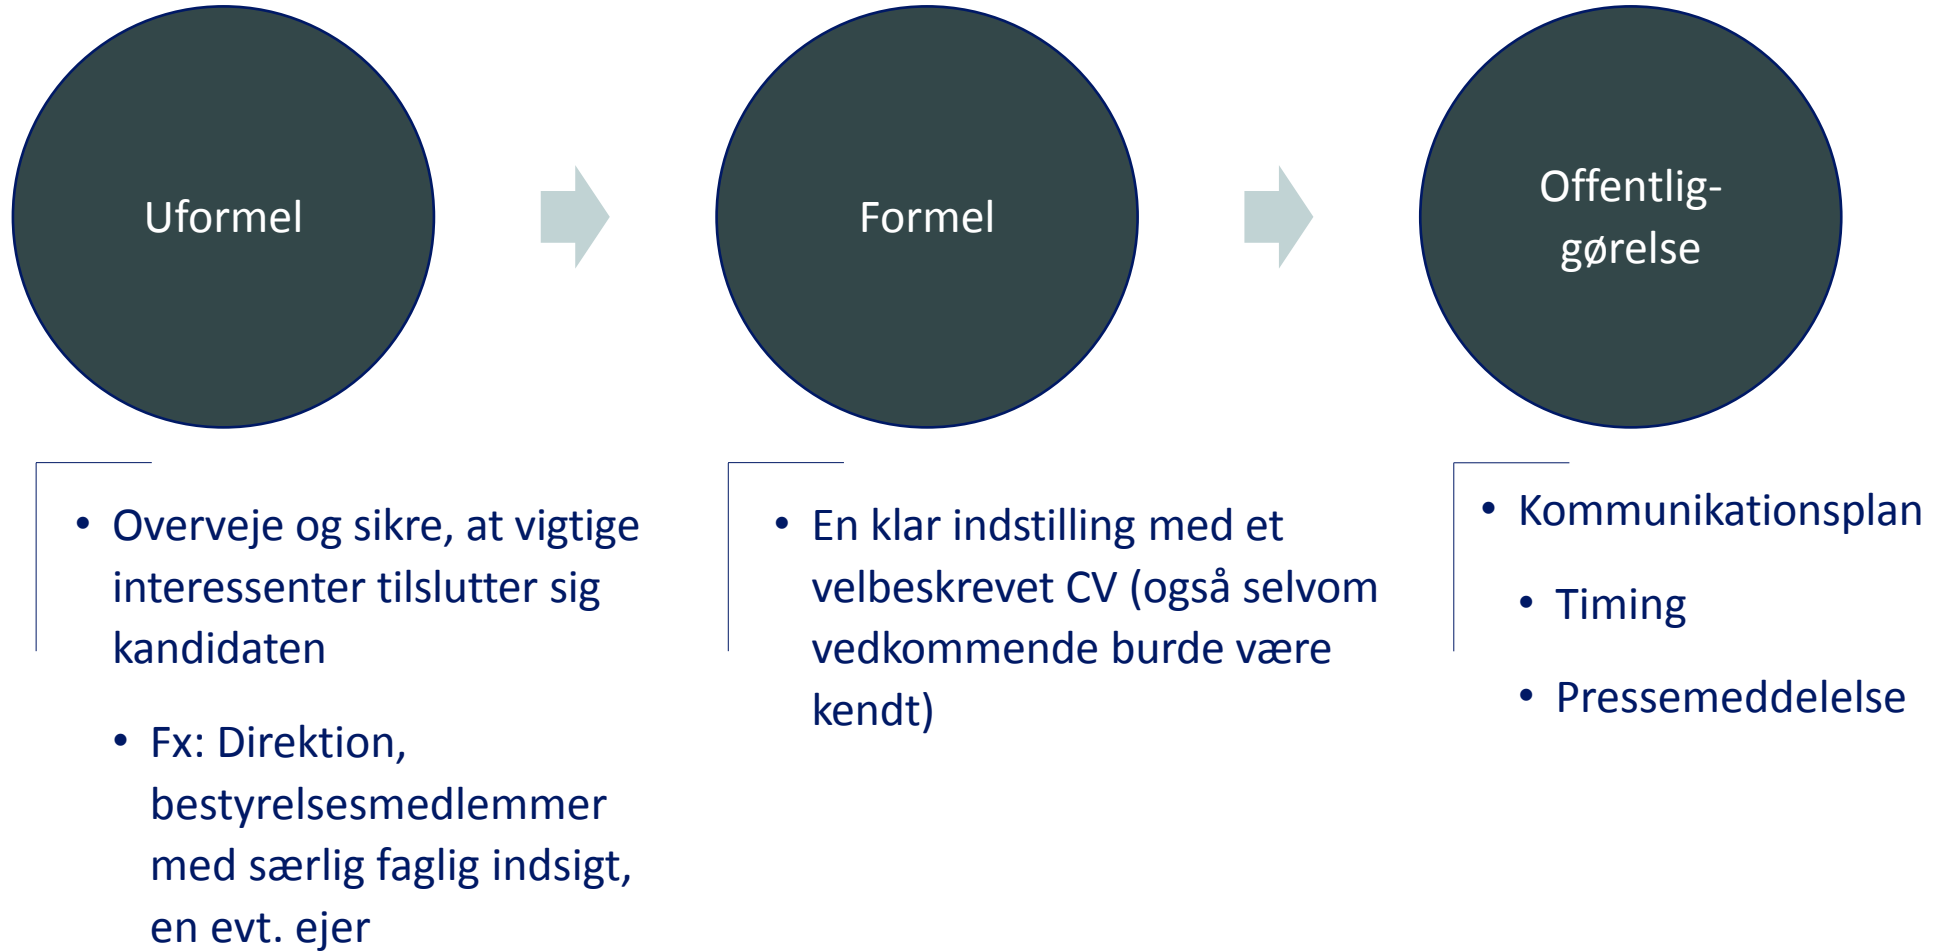 Uformel
Formel
Offentlig-
gørelse
• Overveje og sikre, at vigtige
interessenter tilslutter sig
kandidaten
• Fx: Direktion,
bestyrelsesmedlemmer
med særlig faglig indsigt,
en evt. ejer
• En klar indstilling med et
velbeskrevet CV (også selvom
vedkommende burde være
kendt)
• Kommunikationsplan
• Timing
• Pressemeddelelse